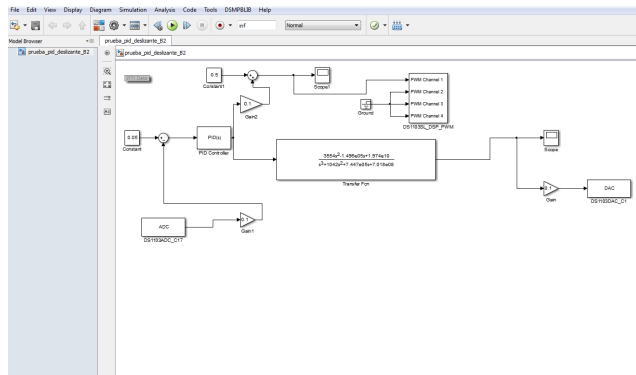 File Edit View Display Diagram Simulation Analysis Code Tools DSMPBLIB Help
inf
Normal
Model Browser
prueba_pid_deslizante_B2
prueba_pid_deslizante_B2
prueba_pid_deslizante_B2
0.5
Constant1
Scope1
0.1
Gain2
Ground
PWM Channel 1
PWM Channel 2
PWM Channel 3
PWM Channel 4
DS1103SL_DSP_PWM
0.05
Constant
PID(s)
PID Controller
Transfer Fcn
Scope
0.1
Gain
DAC
DS1103DAC_C1
ADC
DS1103ADC_C17
0.1
Gain1